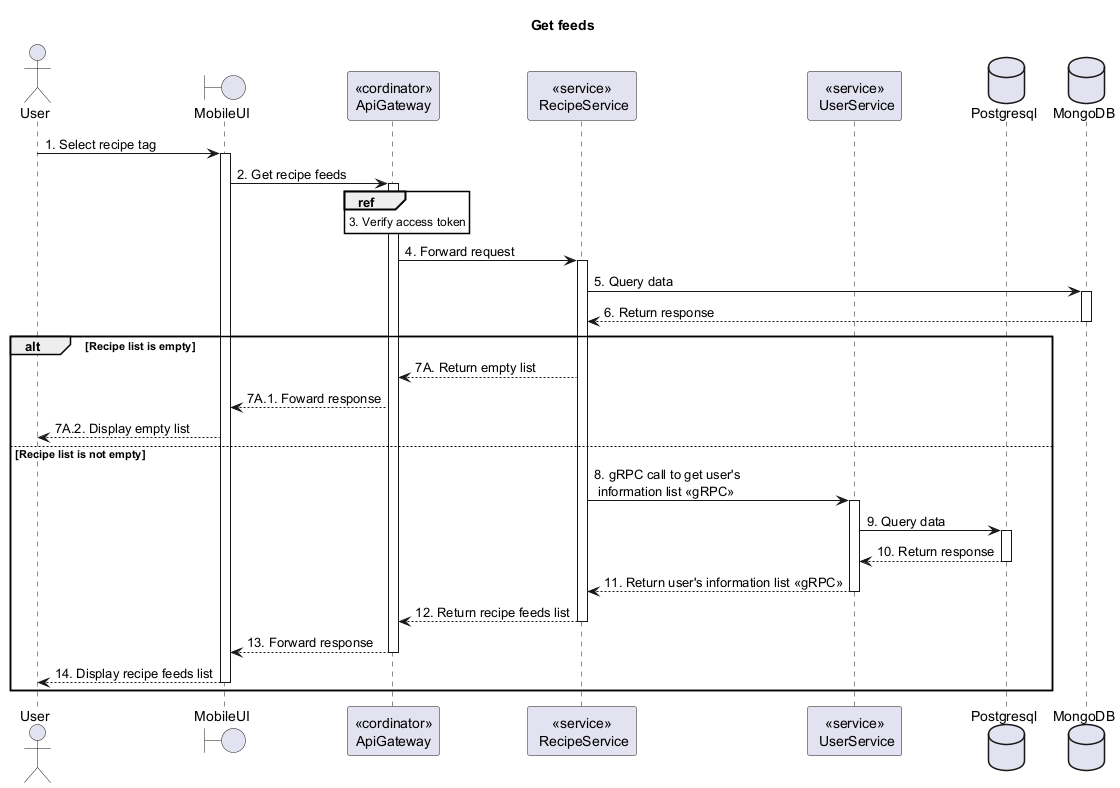 Get feeds
User
MobileUI
«cordinator»
ApiGateway
«service»
RecipeService
«service»
UserService
Postgresql
MongoDB
1. Select recipe tag
2. Get recipe feeds
ref
3. Verify access token
4. Forward request
5. Query data
6. Return response
alt
[Recipe list is empty]
7A. Return empty list
7A.1. Foward response
7A.2. Display empty list
[Recipe list is not empty]
8. gRPC call to get user's
information list «gRPC»
9. Query data
10. Return response
11. Return user's information list «gRPC»
12. Return recipe feeds list
13. Forward response
14. Display recipe feeds list
User
MobileUI
«cordinator»
ApiGateway
«service»
RecipeService
«service»
UserService
Postgresql
MongoDB